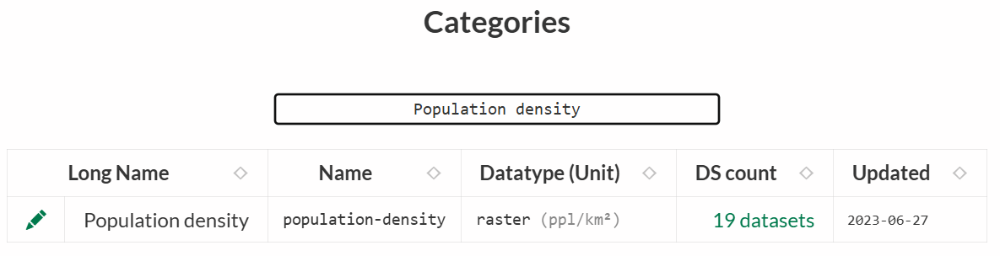 Categories
Population density
Long Name Name Datatype (Unit) DS count Updated
Population density population-density raster (ppl/km²) 19 datasets 2023-06-27